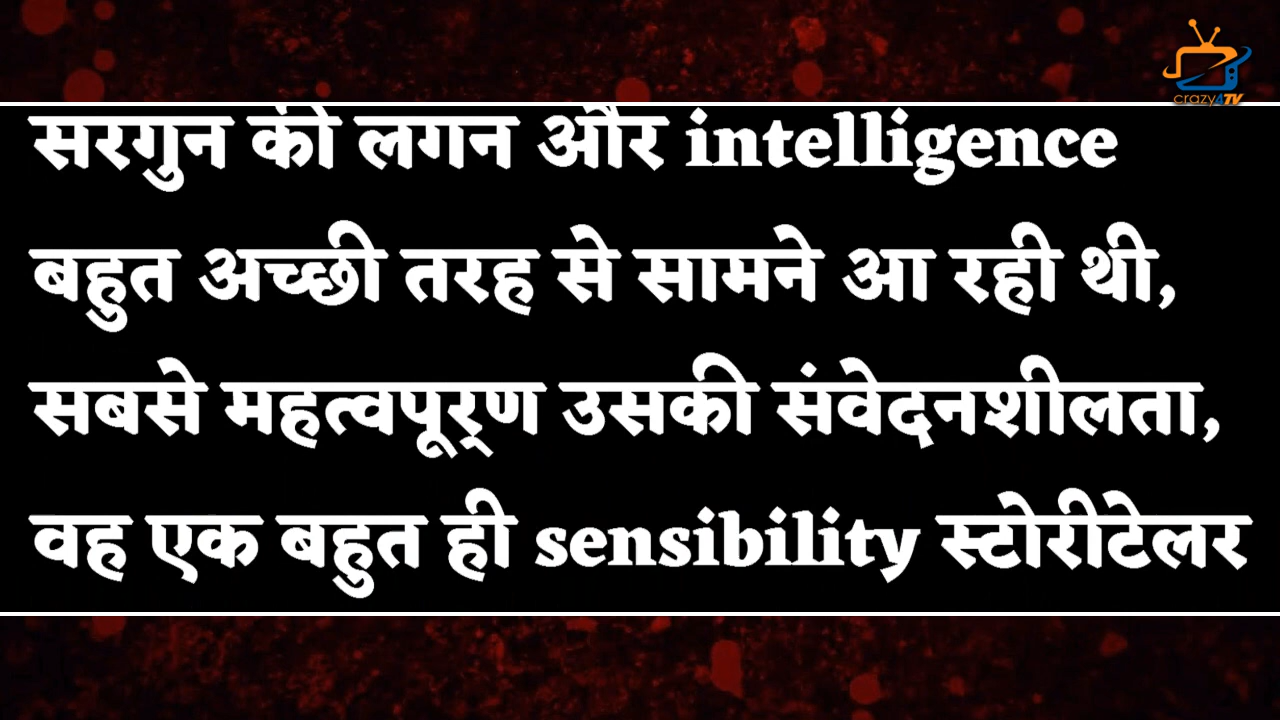 crazy4TV
सरगुन की लगन और intelligence
बहुत अच्छी तरह से सामने आ रही थी,
सबसे महत्वपूर्ण उसकी संवेदनशीलता,
वह एक बहुत ही sensibility स्टोरीटेलर